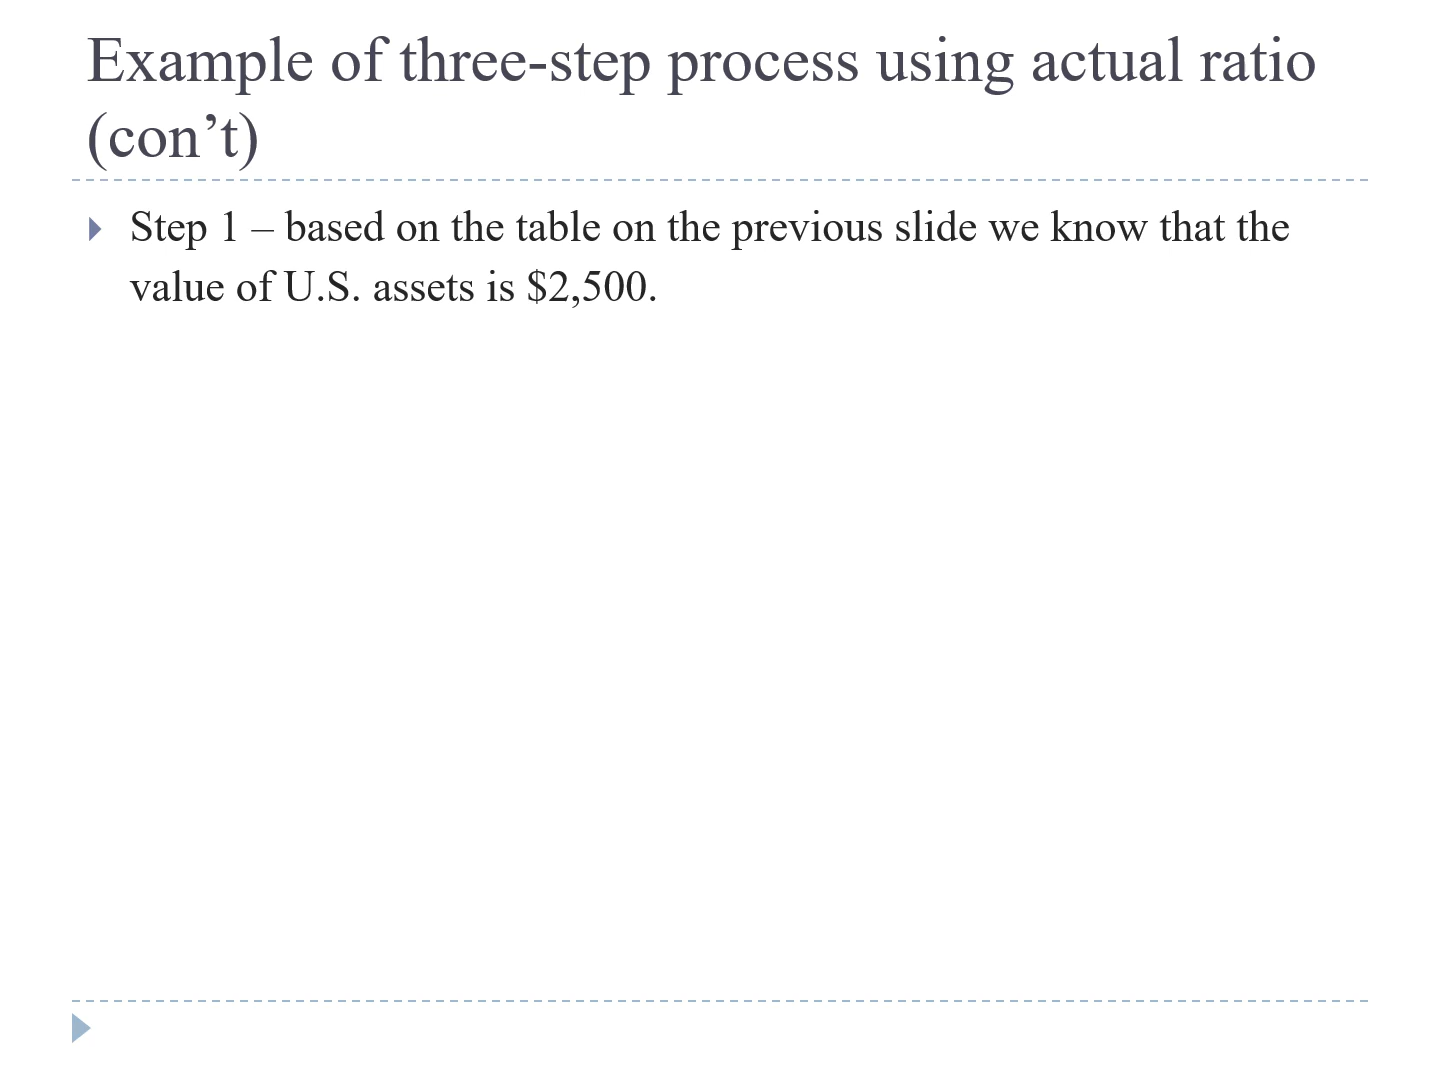 Example of three-step process using actual ratio
(con’t)
Step 1 – based on the table on the previous slide we know that the
value of U.S. assets is $2,500.